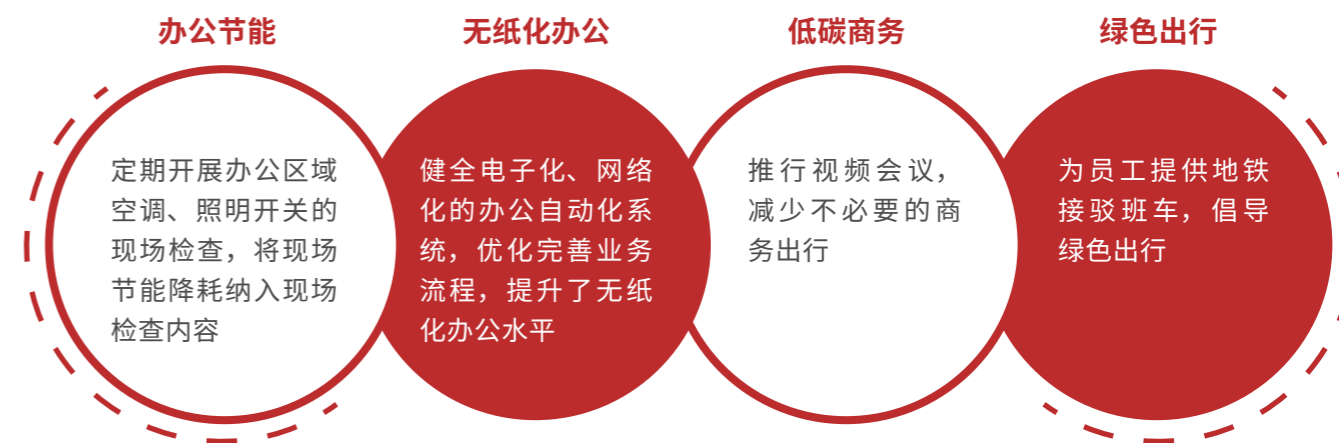 办公节能
定期开展办公区域
空调、照明开关的
现场检查，将现场
节能降耗纳入现场
检查内容
无纸化办公
健全电子化、网络
化的办公自动化系
统，优化完善业务
流程，提升了无纸
化办公水平
低碳商务
推行视频会议，
减少不必要的商
务出行
绿色出行
为员工提供地铁
接驳班车，倡导
绿色出行